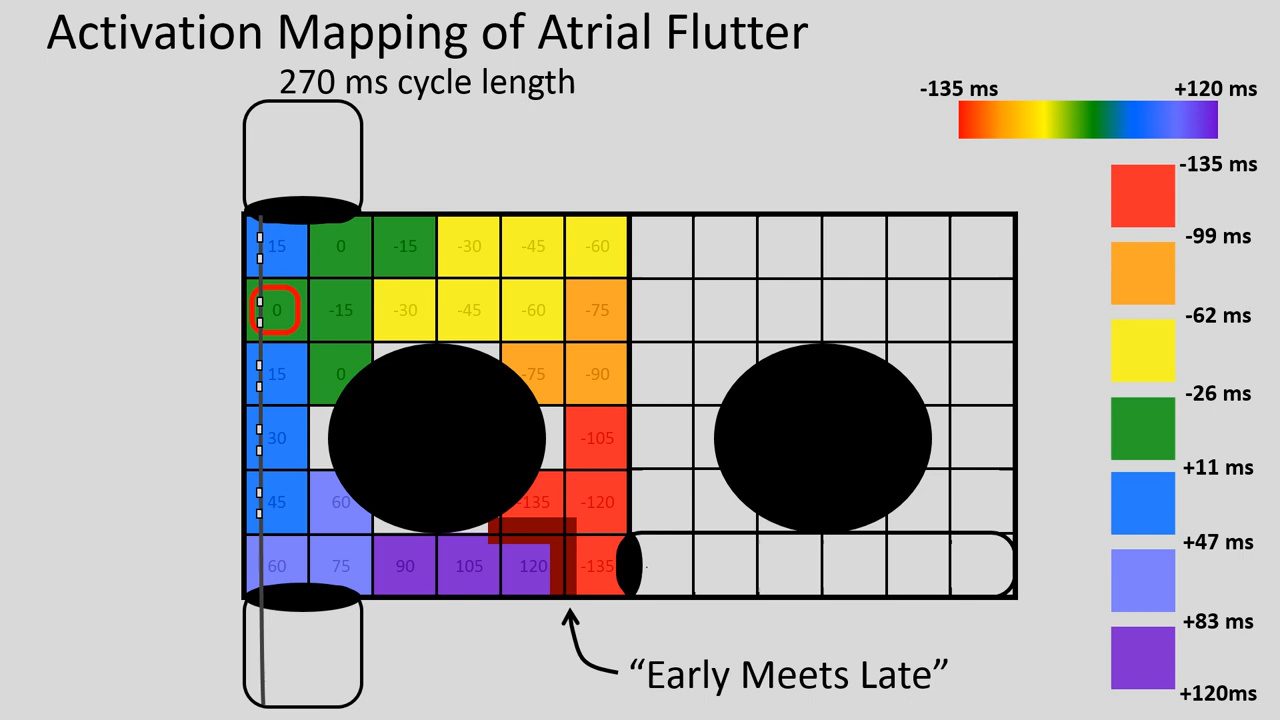 Activation Mapping of Atrial Flutter
270 ms cycle length
-135 ms +120 ms
-135 ms
-99 ms
-62 ms
-26 ms
+11 ms
+47 ms
+83 ms
+120ms
15 0 -15 -30 -45 -60
0 -15 -30 -45 -60 -75
15 0 -75 -90
30 -105
45 60 -135 -120
60 75 90 105 120 -135
“Early Meets Late”